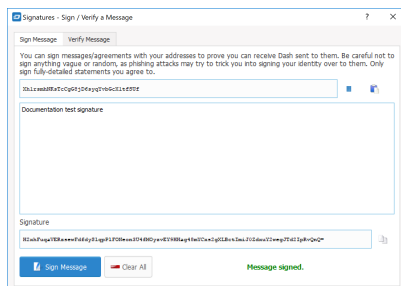 Signatures - Sign / Verify a Message
Sign Message Verify Message
You can sign messages/agreements with your addresses to prove you can receive Dash sent to them. Be careful not to
sign anything vague or random, as phishing attacks may try to trick you into signing your identity over to them. Only
sign fully-detailed statements you agree to.
Documentation test signature
Signature
Sign Message Clear All Message signed.